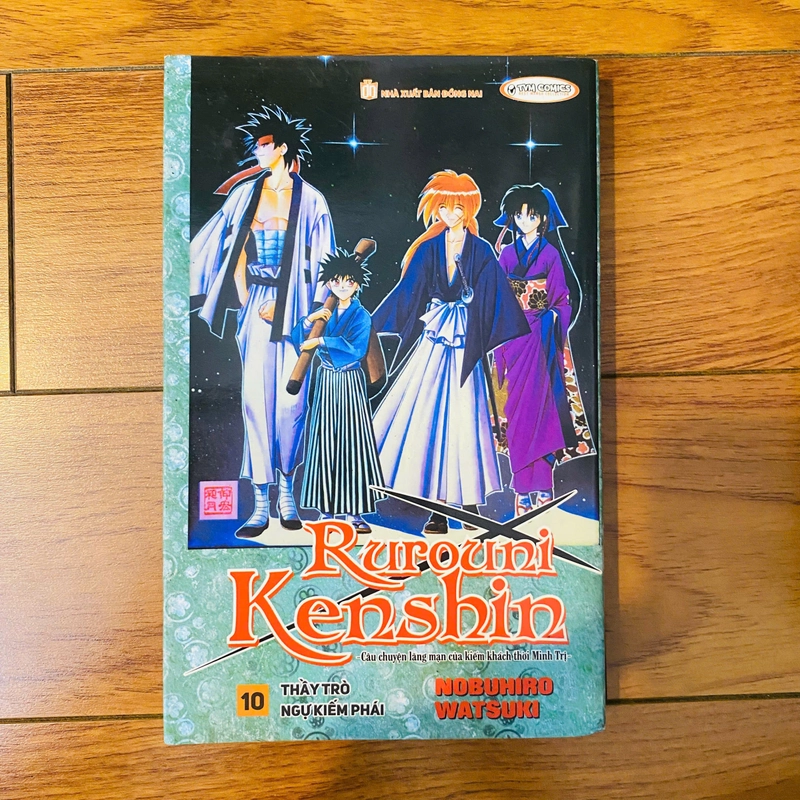 NHÀ XUẤT BẢN ĐỒNG NAI
TVM COMICS
Rurouni
Kenshin
- Câu chuyện lãng mạn của kiếm khách thời Minh Trị -
10
THẦY TRÒ
NGỰ KIẾM PHÁI
NOBUHIRO
WATSUKI